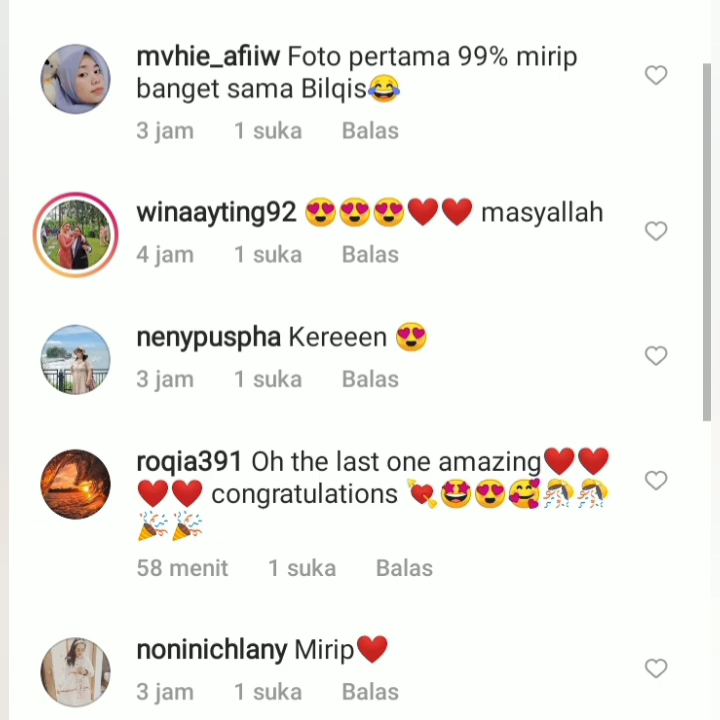 mvhie_afiiw Foto pertama 99% mirip
banget sama Bilqis😂
3 jam 1 suka Balas
winaayting92 😍😍😍❤️❤️ masyallah
4 jam 1 suka Balas
nenypuspha Kereeen 😍
3 jam 1 suka Balas
roqia391 Oh the last one amazing❤️❤️
❤️❤️ congratulations 💘🤩😍🥰🎊🎊
🎉🎉
58 menit 1 suka Balas
noninichlany Mirip❤️
3 jam 1 suka Balas